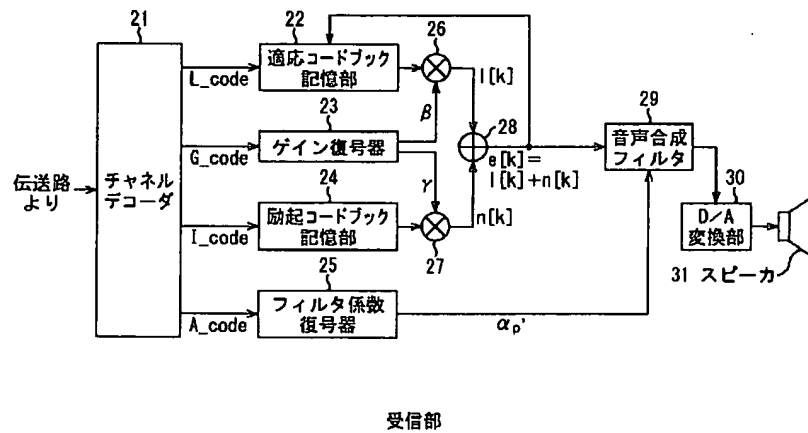 21
22
26
適応コードブック
記憶部
L_code
l[k]
23
β
28
29
G_code
ゲイン復号器
音声合成
フィルタ
e[k]=
l[k]+n[k]
伝送路
より
チャネル
デコーダ
24
γ
30
励起コードブック
記憶部
n[k]
D/A
変換部
I_code
27
25
31 スピーカ
フィルタ係数
復号器
A_code
αp'
受信部